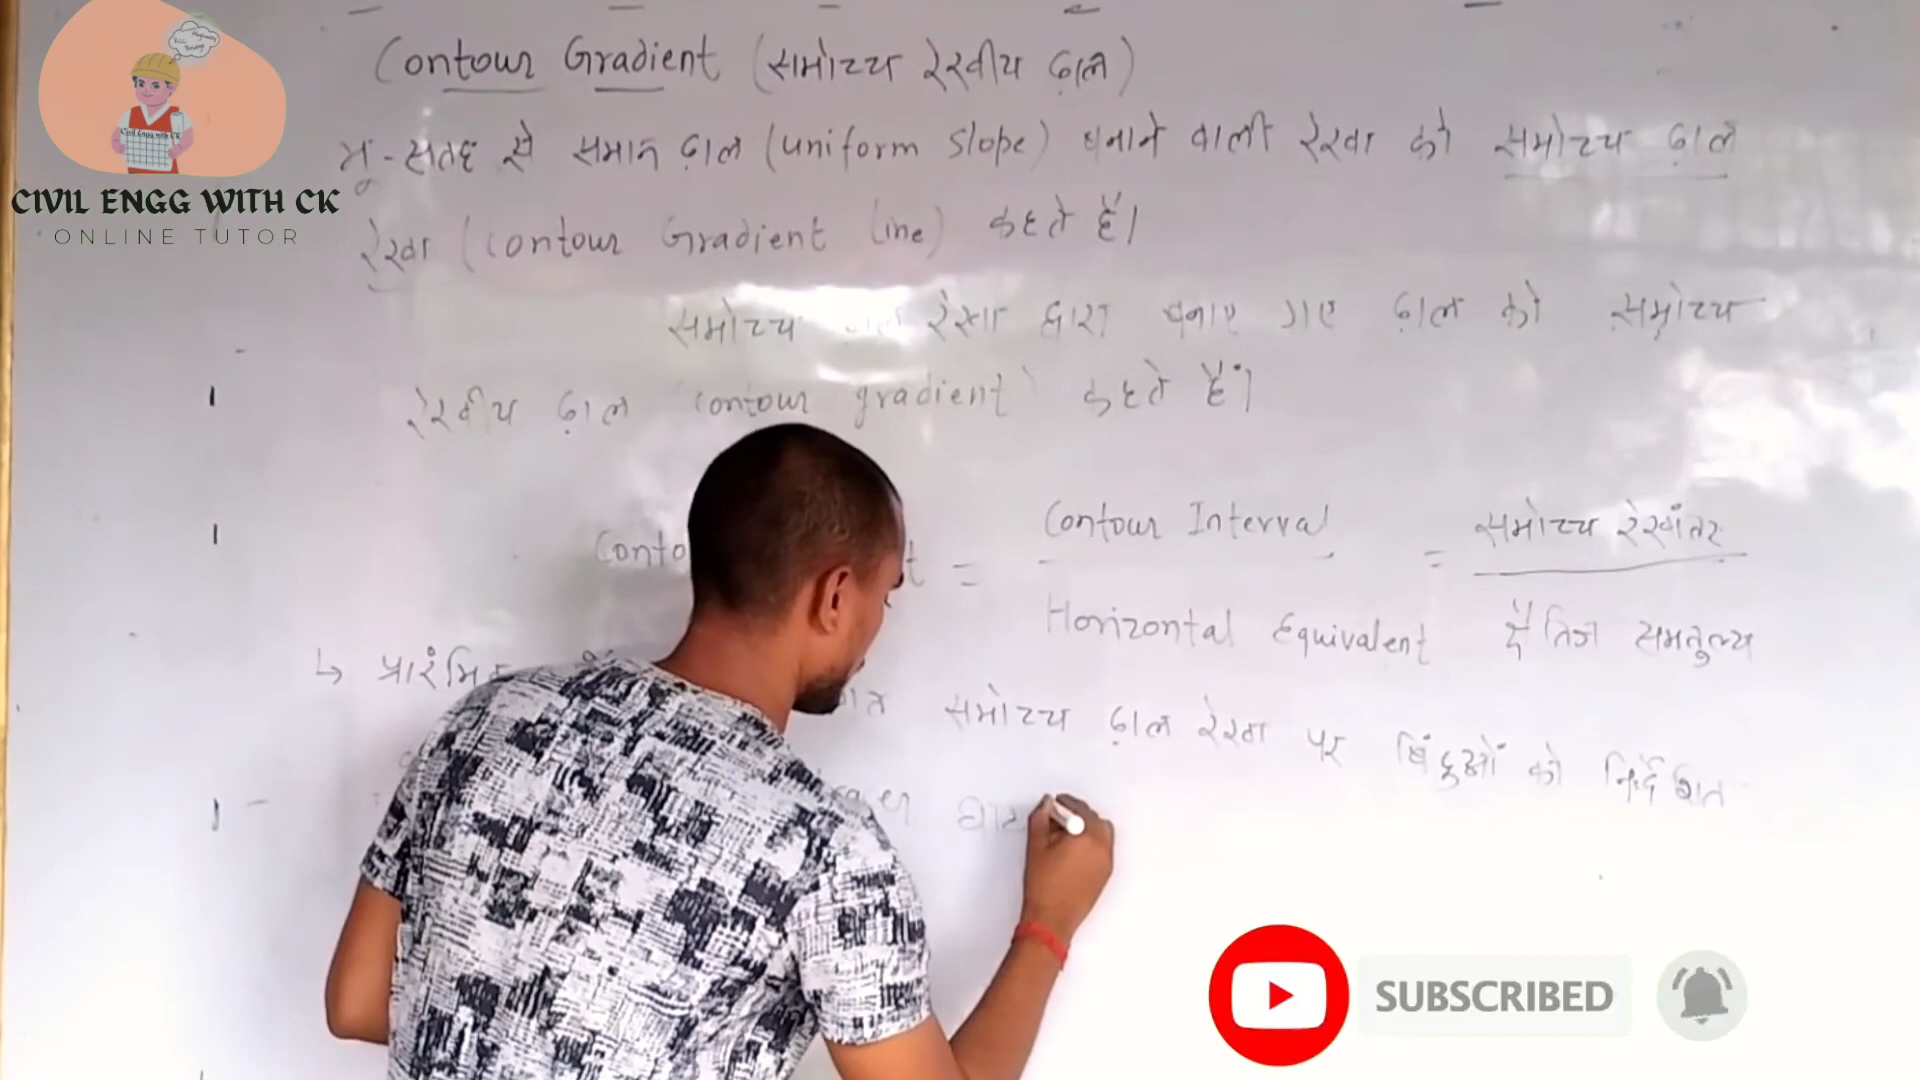 Contour Gradient (समोच्च रेखीय ढाल)
भू-सतह से समान ढाल (uniform slope) बनाने वाली रेखा को समोच्च ढाल
रेखा (Contour Gradient Line) कहते हैं।
समोच्च रेखा द्वारा बनाए गए ढाल को समोच्च
रेखीय ढाल (contour gradient) कहते हैं।
= Contour Interval / Horizontal Equivalent = समोच्च रेखांतर / क्षैतिज समतुल्य
↳ समोच्च ढाल रेखा पर बिंदुओं को निर्देशित
CIVIL ENGG WITH CK
ONLINE TUTOR
SUBSCRIBED